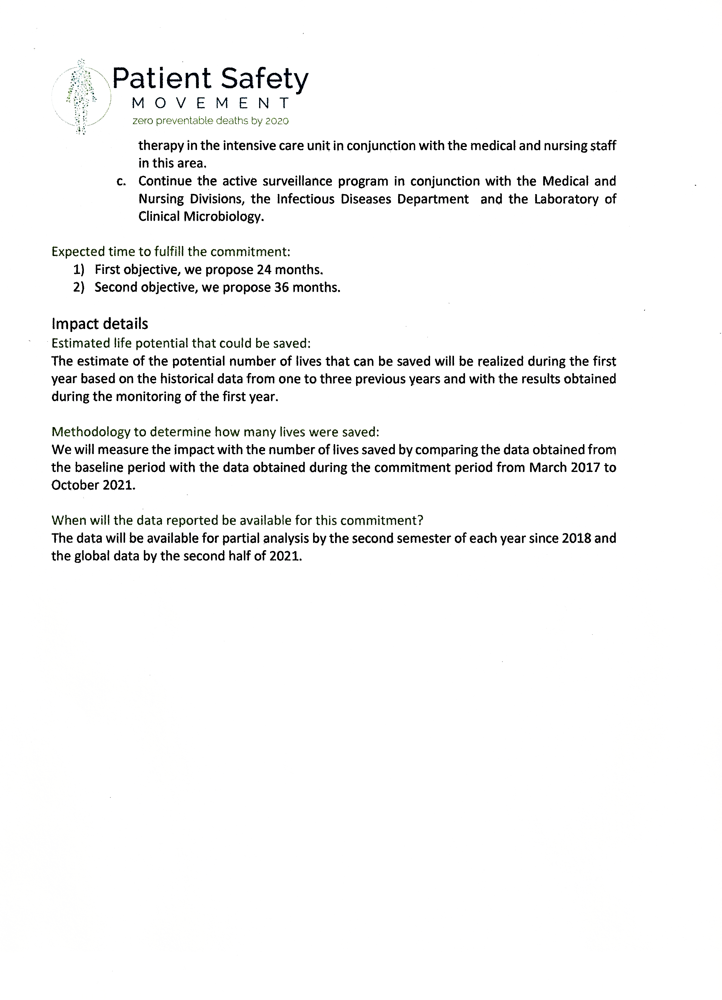 Patient Safety
MOVEMENT
zero preventable deaths by 2020
therapy in the intensive care unit in conjunction with the medical and nursing staff
in this area.
c. Continue the active surveillance program in conjunction with the Medical and
Nursing Divisions, the Infectious Diseases Department and the Laboratory of
Clinical Microbiology.
Expected time to fulfill the commitment:
1) First objective, we propose 24 months.
2) Second objective, we propose 36 months.
Impact details
Estimated life potential that could be saved:
The estimate of the potential number of lives that can be saved will be realized during the first
year based on the historical data from one to three previous years and with the results obtained
during the monitoring of the first year.
Methodology to determine how many lives were saved:
We will measure the impact with the number of lives saved by comparing the data obtained from
the baseline period with the data obtained during the commitment period from March 2017 to
October 2021.
When will the data reported be available for this commitment?
The data will be available for partial analysis by the second semester of each year since 2018 and
the global data by the second half of 2021.